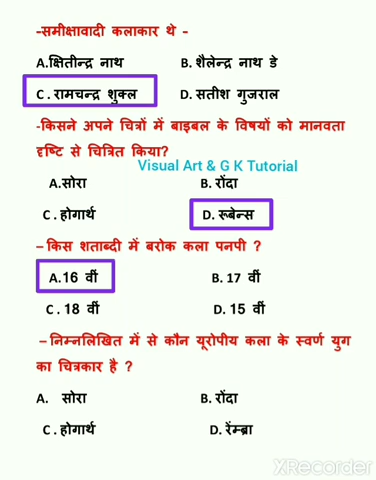 -समीक्षावादी कलाकार थे -
A.क्षितीन्द्र नाथ B. शैलेन्द्र नाथ डे
C . रामचन्द्र शुक्ल D. सतीश गुजराल
-किसने अपने चित्रों में बाइबल के विषयों को मानवता
दृष्टि से चित्रित किया?
Visual Art & G K Tutorial
A.सोरा B. रोंदा
C . होगार्थ D. रूबेन्स
– किस शताब्दी में बरोक कला पनपी ?
A.16 वीं B. 17 वीं
C . 18 वीं D. 15 वीं
– निम्नलिखित में से कौन यूरोपीय कला के स्वर्ण युग
का चित्रकार है ?
A. सोरा B. रोंदा
C . होगार्थ D. रेंम्ब्रा
XRecorder